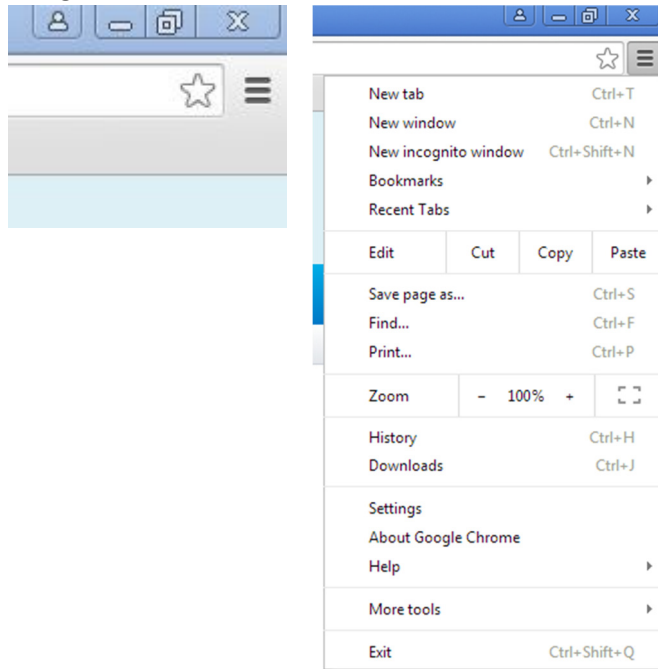 New tab Ctrl+T
New window Ctrl+N
New incognito window Ctrl+Shift+N
Bookmarks
Recent Tabs
Edit Cut Copy Paste
Save page as... Ctrl+S
Find... Ctrl+F
Print... Ctrl+P
Zoom - 100% +
History Ctrl+H
Downloads Ctrl+J
Settings
About Google Chrome
Help
More tools
Exit Ctrl+Shift+Q